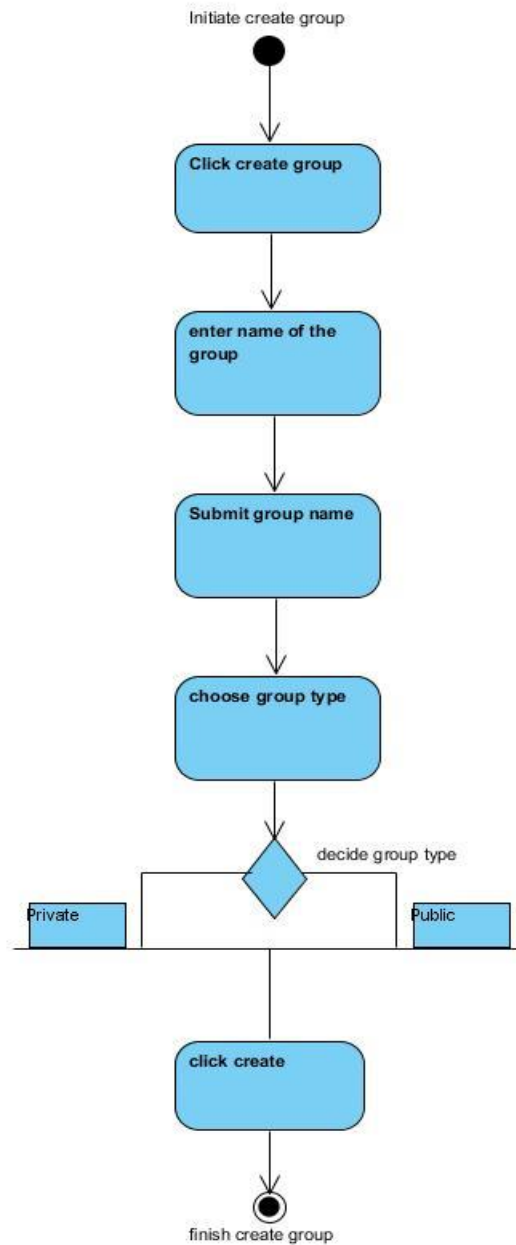 Initiate create group
Click create group
enter name of the
group
Submit group name
choose group type
decide group type
Private
Public
click create
finish create group